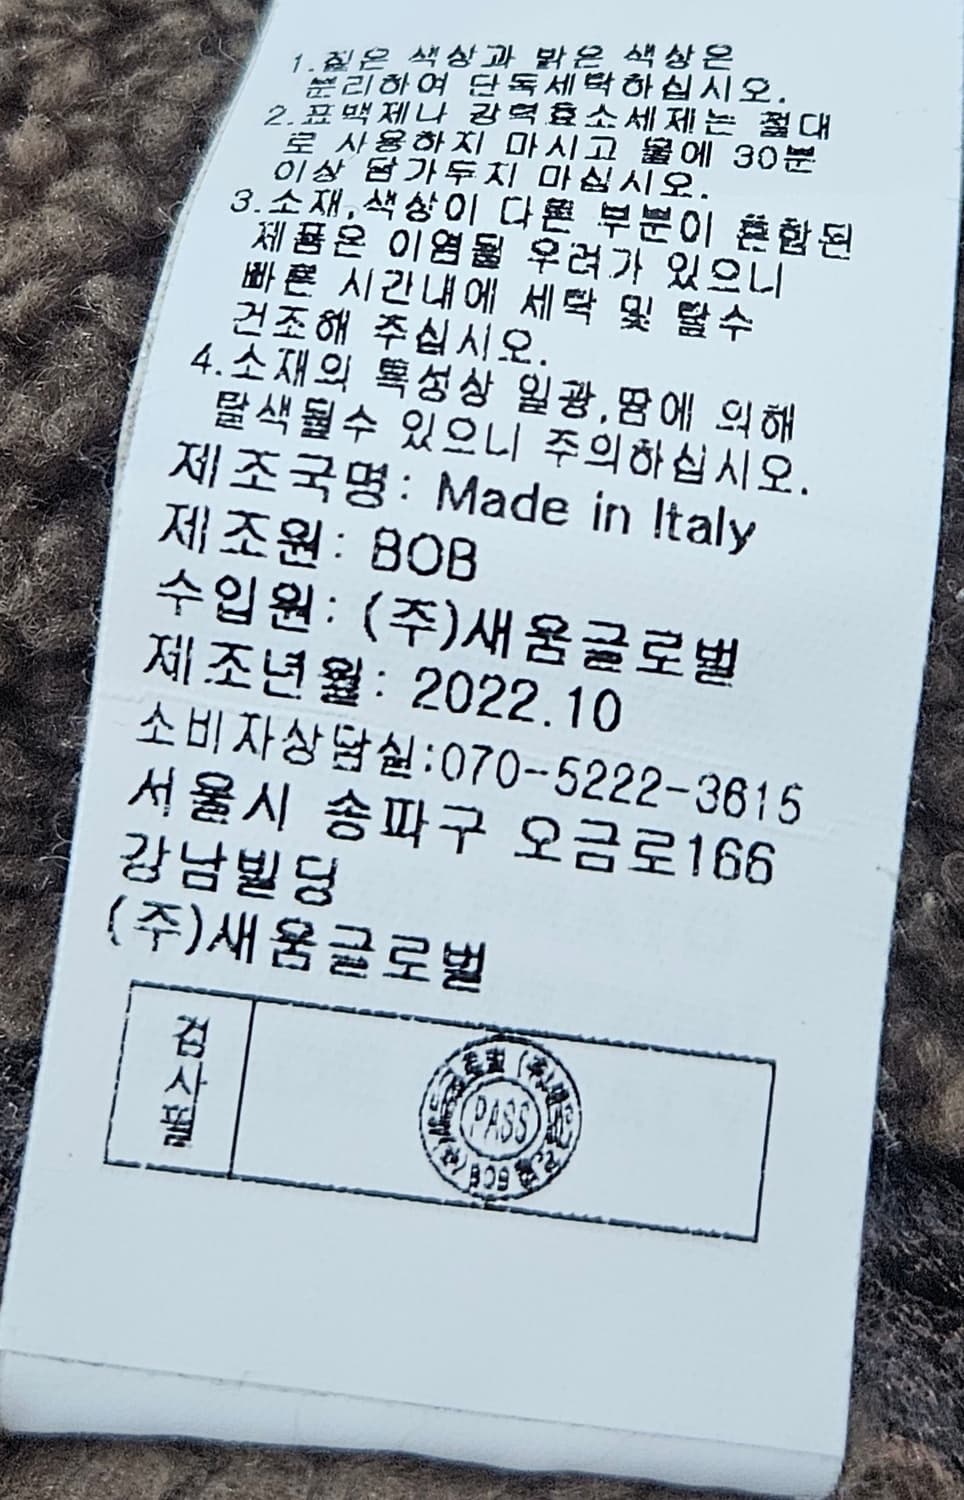 1.짙은 색상과 밝은 색상은
분리하여 단독세탁하십시오.
2.표백제나 강력효소세제는 절대
로 사용하지 마시고 물에 30분
이상 담가두지 마십시오.
3.소재,색상이 다른 부분이 혼합된
제품은 이염될 우려가 있으니
빠른 시간내에 세탁 및 탈수
건조해 주십시오.
4.소재의 특성상 일광,땀에 의해
탈색될수 있으니 주의하십시오.
제조국명: Made in Italy
제조원: BOB
수입원: (주)새움글로벌
제조년월: 2022.10
소비자상담실:070-5222-3615
서울시 송파구 오금로166
강남빌딩
(주)새움글로벌
검사필
PASS
BOB